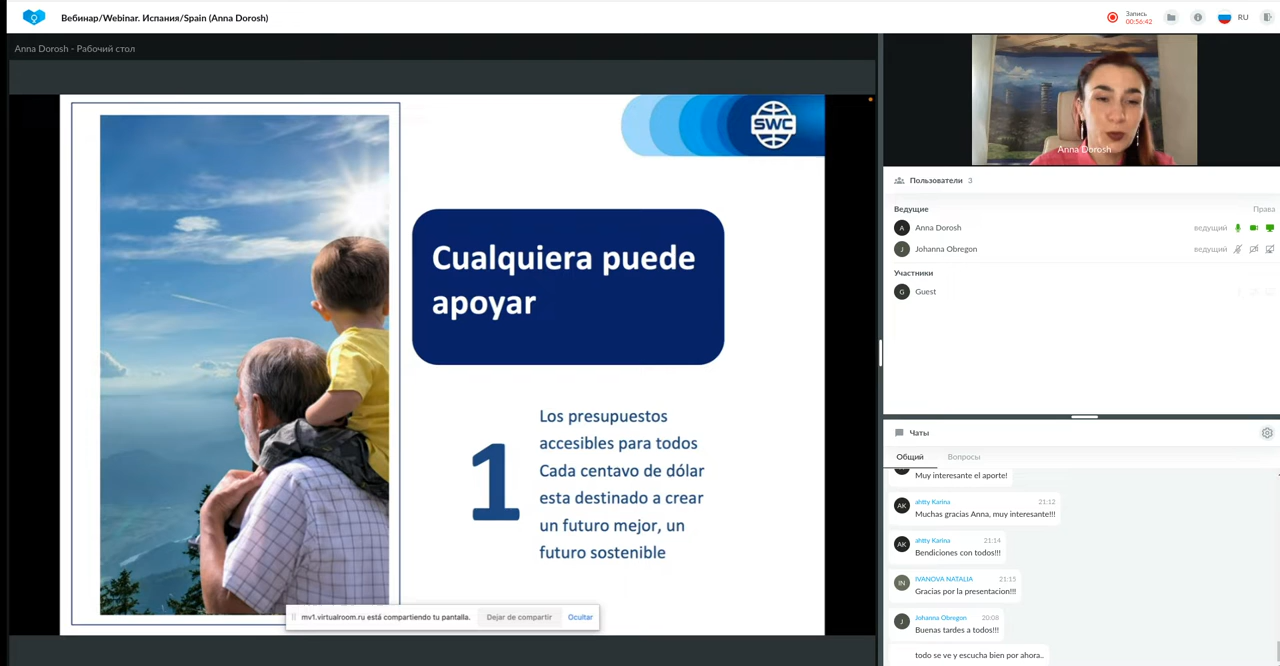 Вебинар/Webinar. Испания/Spain (Anna Dorosh)
Запись
00:56:42
RU
Anna Dorosh - Рабочий стол
SWC
Cualquiera puede
apoyar
1
Los presupuestos
accesibles para todos
Cada centavo de dólar
esta destinado a crear
un futuro mejor, un
futuro sostenible
mv1.virtualroom.ru está compartiendo tu pantalla.
Dejar de compartir
Ocultar
Anna Dorosh
Пользователи 3
Ведущие
Права
A Anna Dorosh ведущий
J Johanna Obregon ведущий
Участники
G Guest
Чаты
Общий
Вопросы
Muy interesante el aporte!
AK ahtty Karina 21:12
Muchas gracias Anna, muy interesante!!!
AK ahtty Karina 21:14
Bendiciones con todos!!!
IN IVANOVA NATALIA 21:15
Gracias por la presentacion!!!
J Johanna Obregon 20:08
Buenas tardes a todos!!!
todo se ve y escucha bien por ahora..